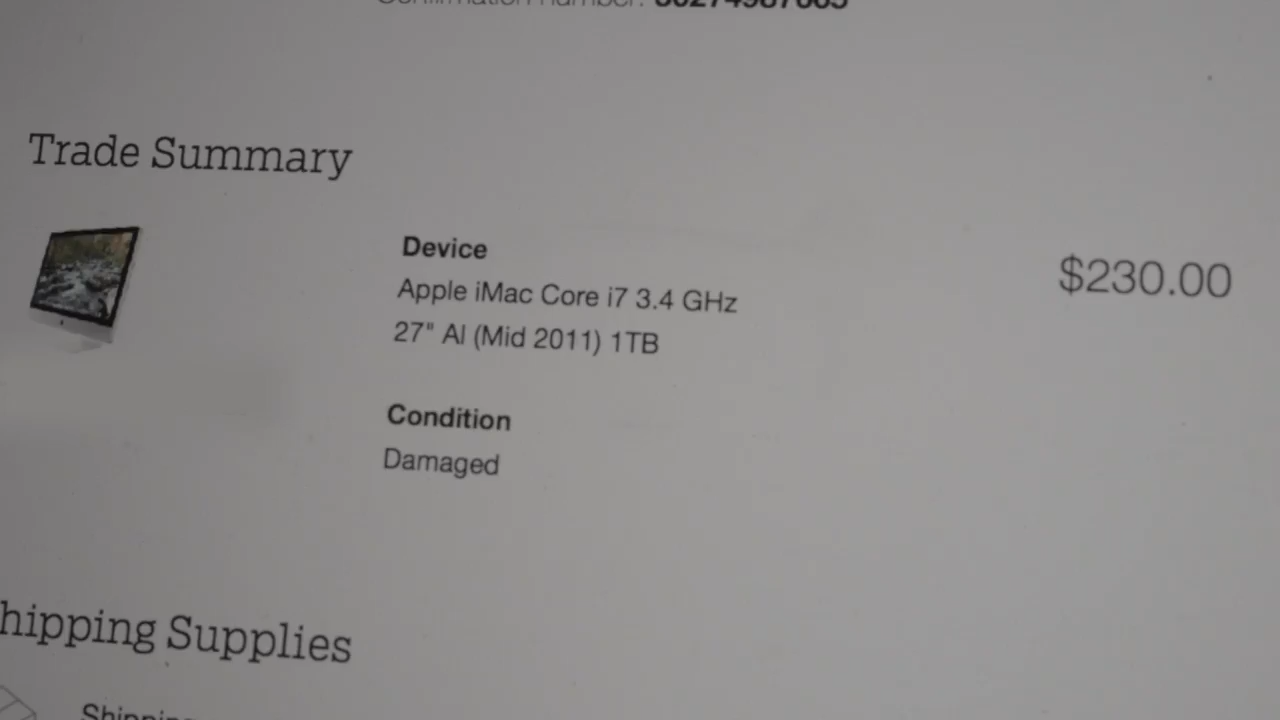 Trade Summary
Device
Apple iMac Core i7 3.4 GHz
27" Al (Mid 2011) 1TB
$230.00
Condition
Damaged
hipping Supplies